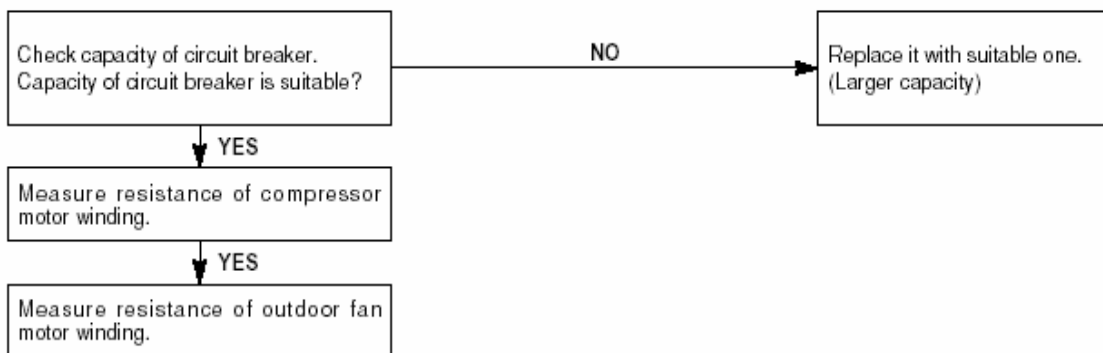 Check capacity of circuit breaker.
Capacity of circuit breaker is suitable?
NO
Replace it with suitable one.
(Larger capacity)
YES
Measure resistance of compressor
motor winding.
YES
Measure resistance of outdoor fan
motor winding.